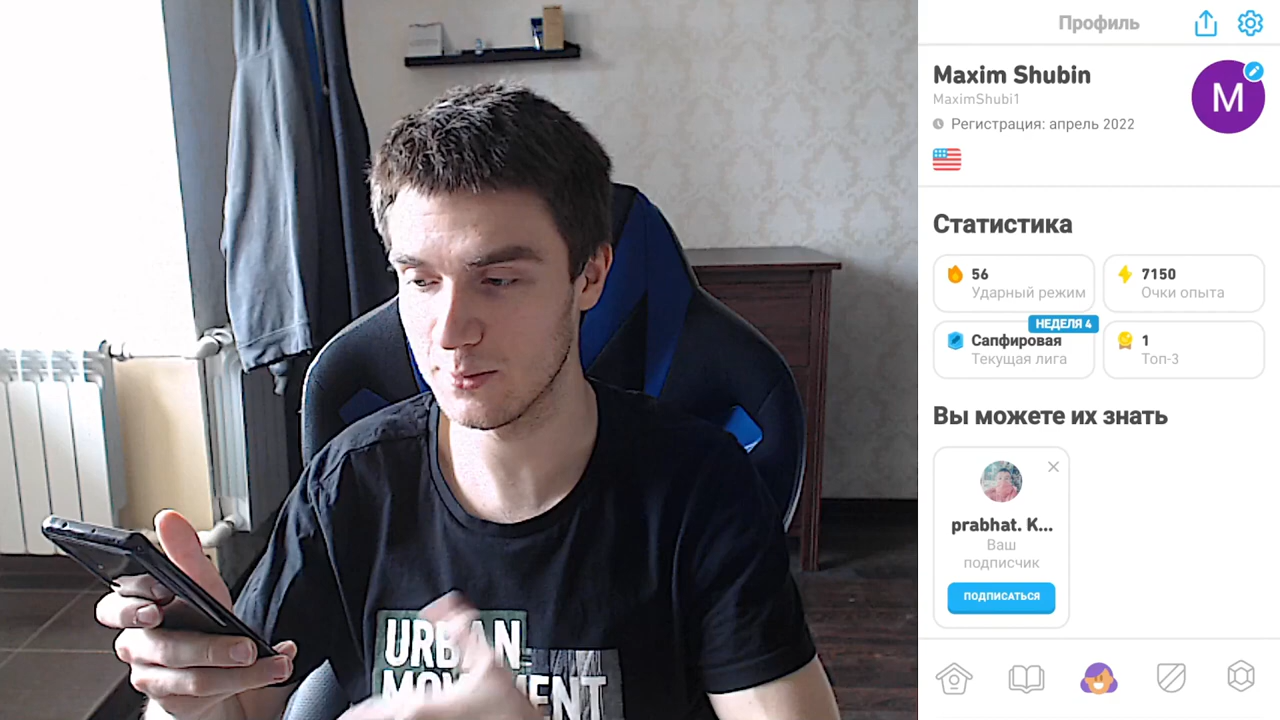 URBAN
MOVEMENT
Профиль
Maxim Shubin
MaximShubi1
Регистрация: апрель 2022
M
Статистика
56
Ударный режим
7150
Очки опыта
НЕДЕЛЯ 4
Сапфировая
Текущая лига
1
Топ-3
Вы можете их знать
prabhat. K...
Ваш
подписчик
ПОДПИСАТЬСЯ